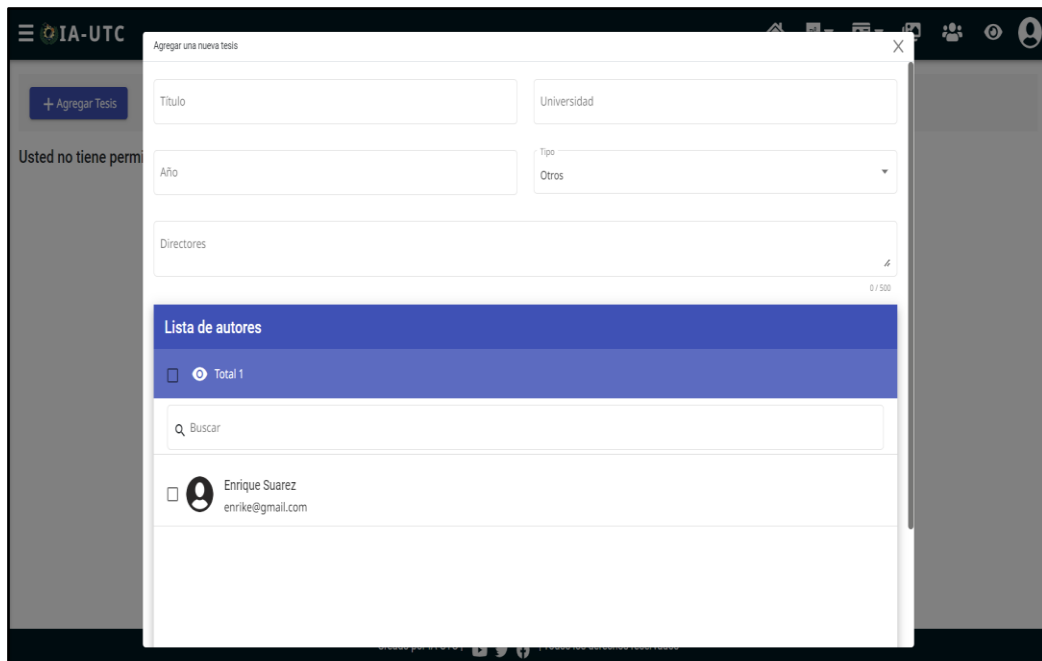 IA-UTC
Agregar una nueva tesis
X
+ Agregar Tesis
Título
Universidad
Usted no tiene
Año
Tipo
Otros
Directores
0 / 500
Lista de autores
Total 1
Buscar
Enrique Suarez
enrike@gmail.com